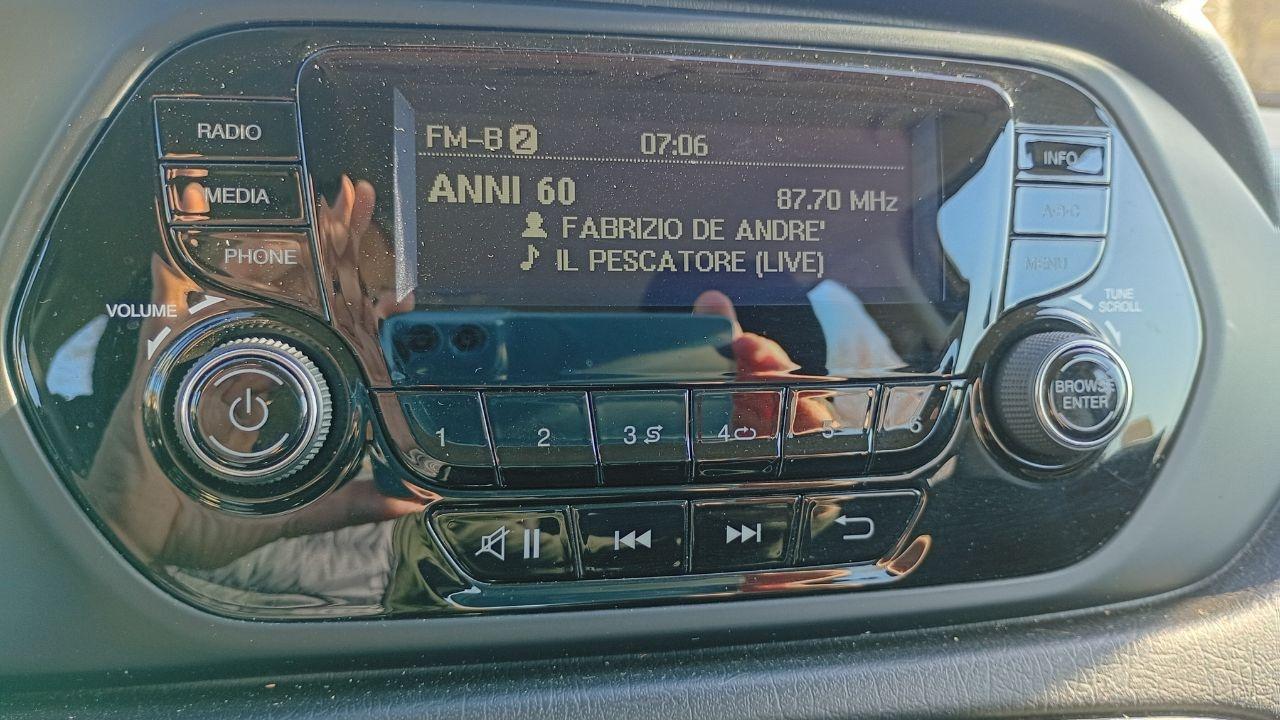 RADIO
MEDIA
PHONE
VOLUME
FM-B 2 07:06
ANNI 60 87.70 MHz
FABRIZIO DE ANDRE'
IL PESCATORE (LIVE)
INFO
A-B-C
MENU
TUNE
SCROLL
BROWSE
ENTER
1 2 3 4 5 6